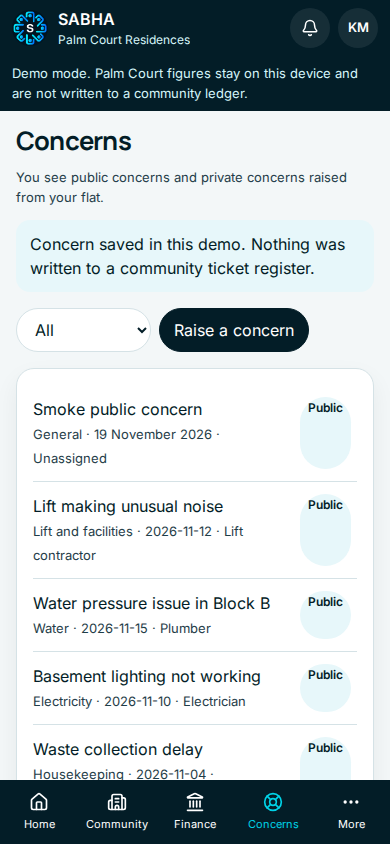 S
SABHA
Palm Court Residences
KM
Demo mode. Palm Court figures stay on this device and
are not written to a community ledger.
Concerns
You see public concerns and private concerns raised
from your flat.
Concern saved in this demo. Nothing was
written to a community ticket register.
All
Raise a concern
Smoke public concern
Public
General · 19 November 2026 ·
Unassigned
Lift making unusual noise
Public
Lift and facilities · 2026-11-12 · Lift
contractor
Water pressure issue in Block B
Public
Water · 2026-11-15 · Plumber
Basement lighting not working
Public
Electricity · 2026-11-10 · Electrician
Waste collection delay
Public
Housekeeping · 2026-11-04 ·
Home
Community
Finance
Concerns
More